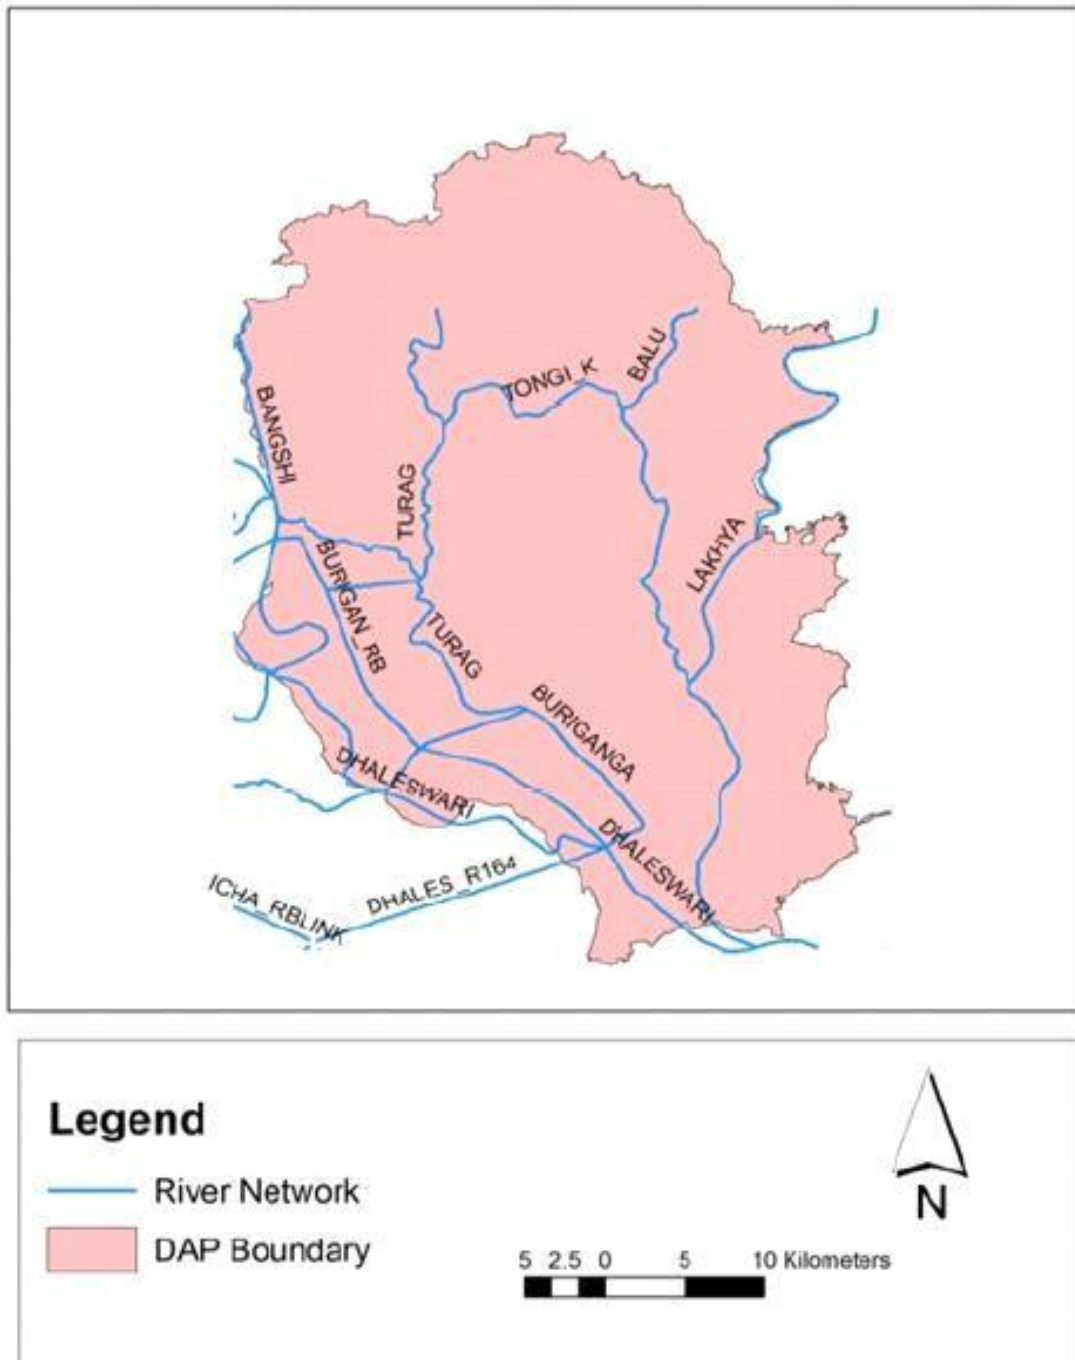 TONGI_K
BALU
BANGSHI
TURAG
LAKHYA
BURIGAN_RB
TURAG
BURIGANGA
DHALESWARI
DHALESWARI
DHALES_R164
ICHA_RBLINK
Legend
River Network
DAP Boundary
N
5 2.5 0 5 10 Kilometers